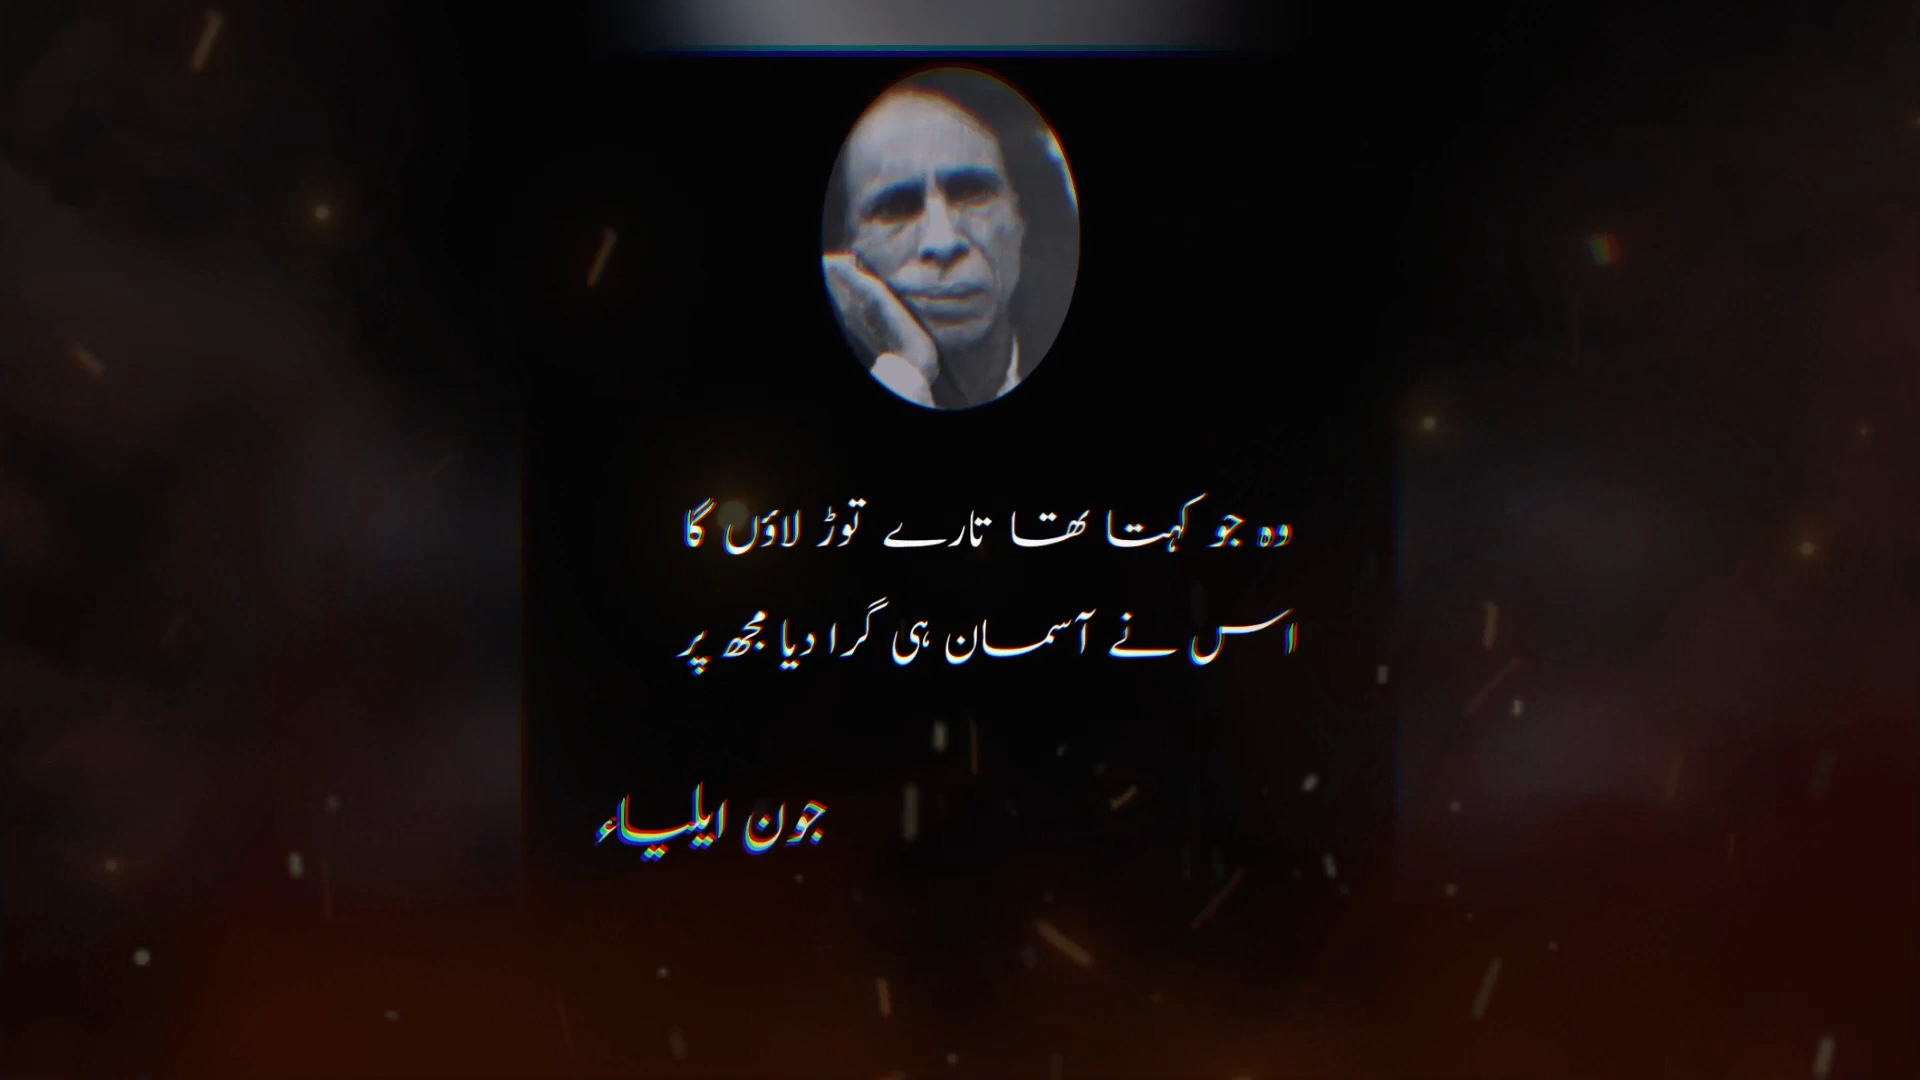 وہ جو کہتا تھا تارے توڑ لاؤں گا
اس نے آسمان ہی گرا دیا مجھ پر
جون ایلیاء